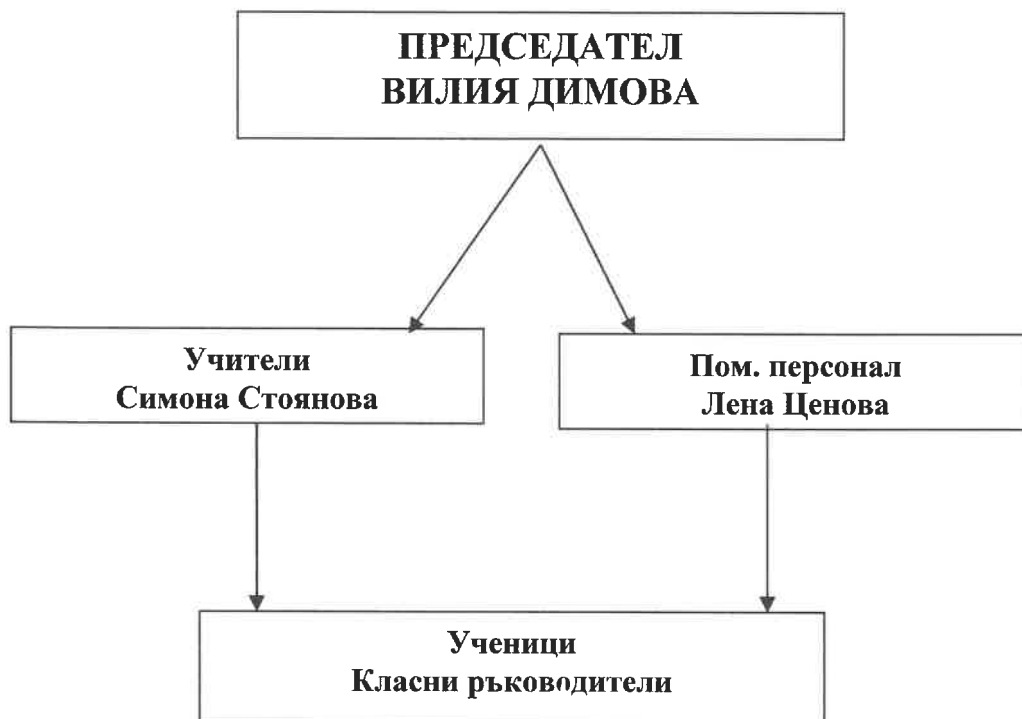 ПРЕДСЕДАТЕЛ
ВИЛИЯ ДИМОВА
Учители
Симона Стоянова
Пом. персонал
Лена Ценова
Ученици
Класни ръководители